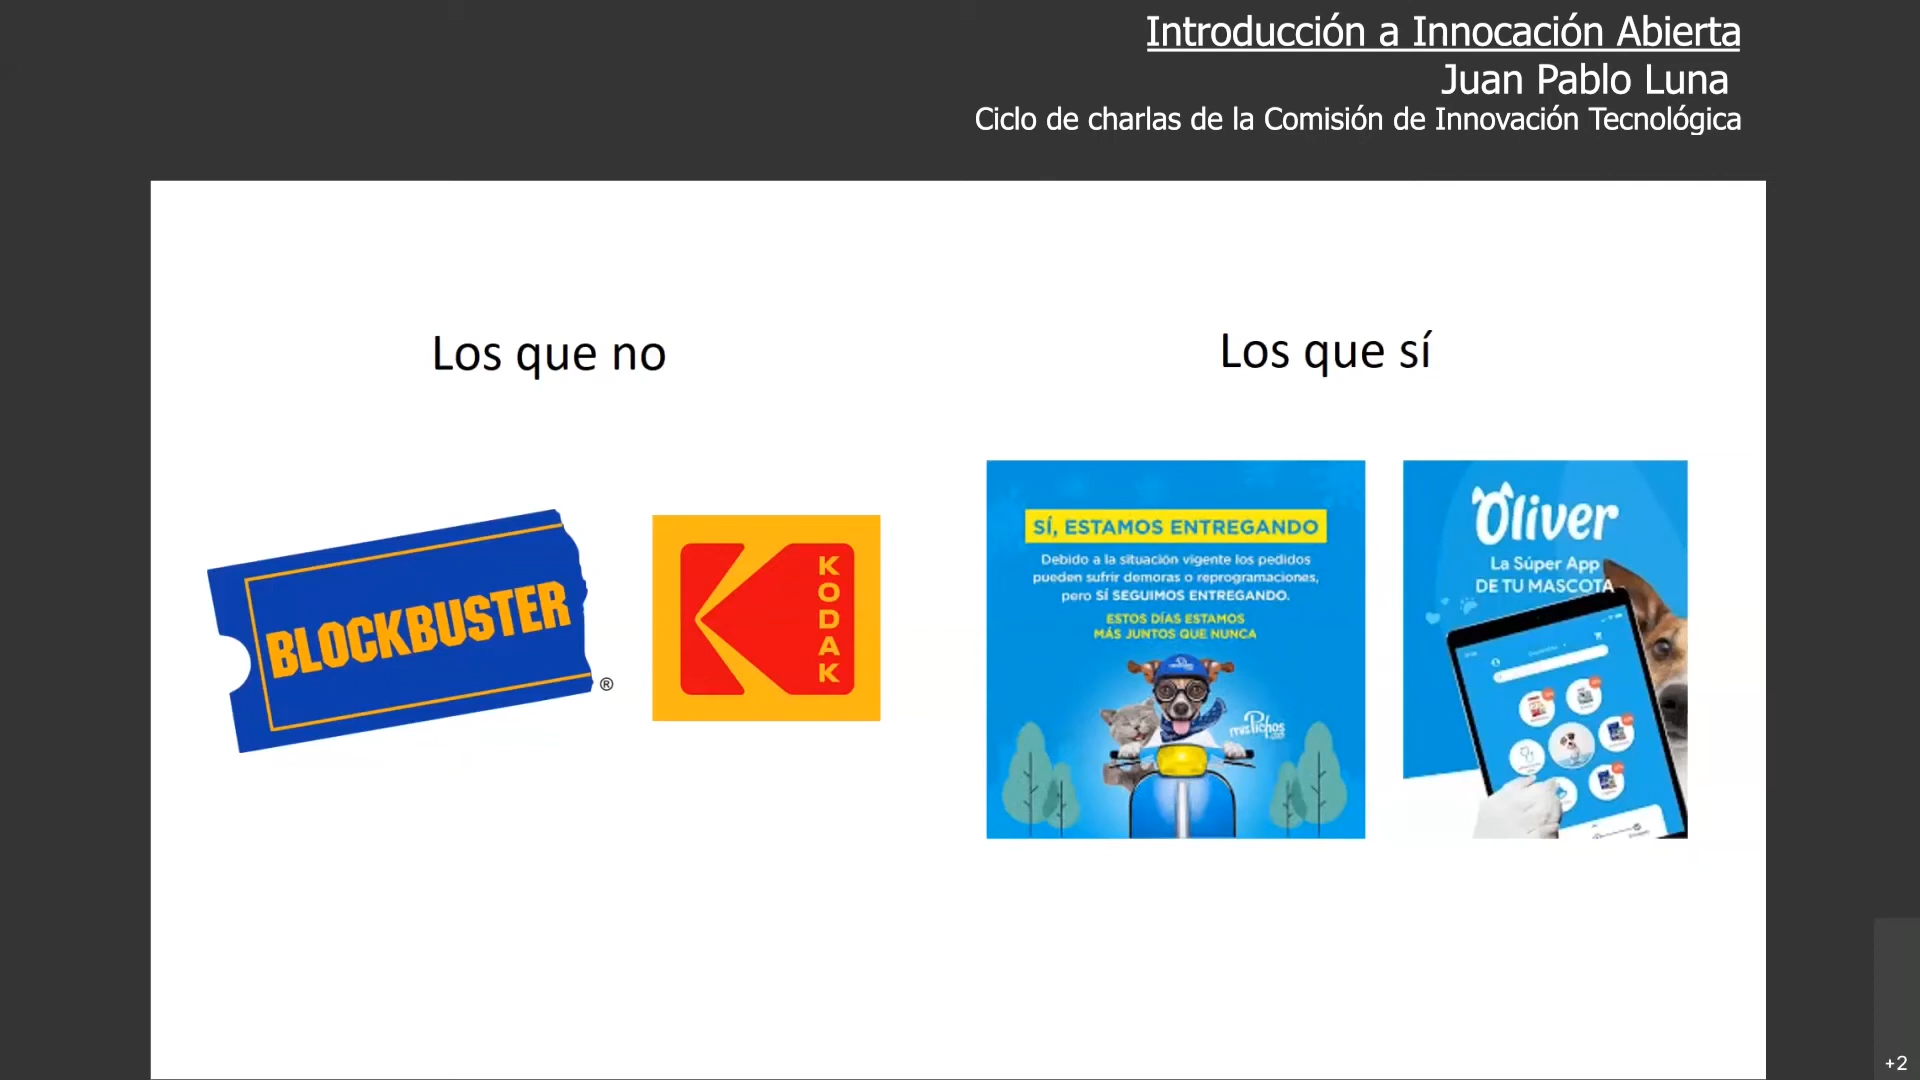 Introducción a Innocación Abierta
Juan Pablo Luna
Ciclo de charlas de la Comisión de Innovación Tecnológica
Los que no
Los que sí
BLOCKBUSTER
®
KODAK
SÍ, ESTAMOS ENTREGANDO
Debido a la situación vigente los pedidos
pueden sufrir demoras o reprogramaciones,
pero SÍ SEGUIMOS ENTREGANDO.
ESTOS DÍAS ESTAMOS
MÁS JUNTOS QUE NUNCA
misPichos
Oliver
La Súper App
DE TU MASCOTA
+2